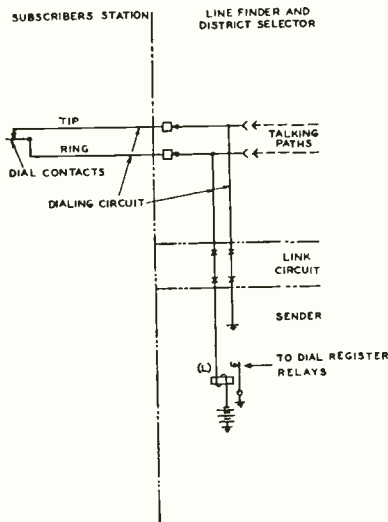 SUBSCRIBERS STATION
LINE FINDER AND
DISTRICT SELECTOR
TIP
RING
TALKING
PATHS
DIAL CONTACTS
DIALING CIRCUIT
LINK
CIRCUIT
SENDER
(L)
TO DIAL REGISTER
RELAYS